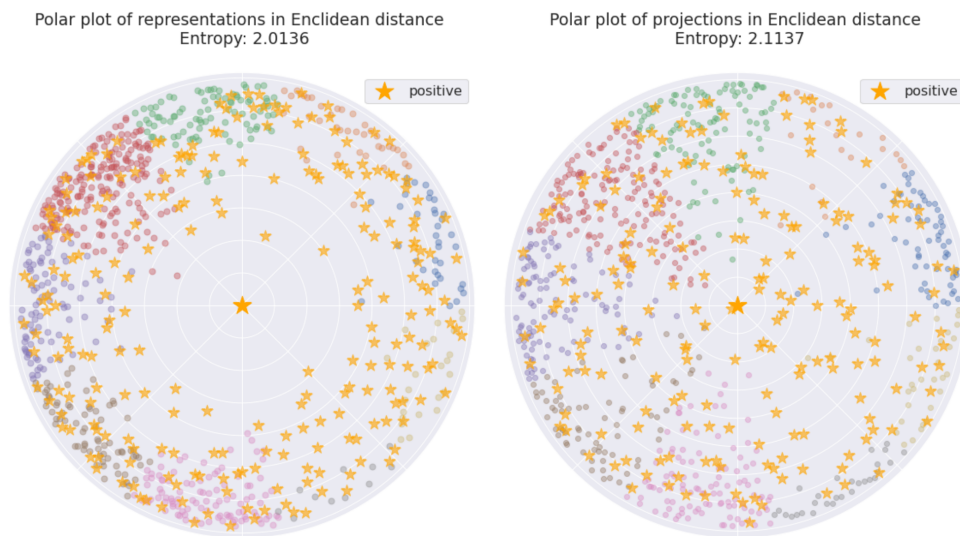 Polar plot of representations in Enclidean distance
Entropy: 2.0136
positive
Polar plot of projections in Enclidean distance
Entropy: 2.1137
positive